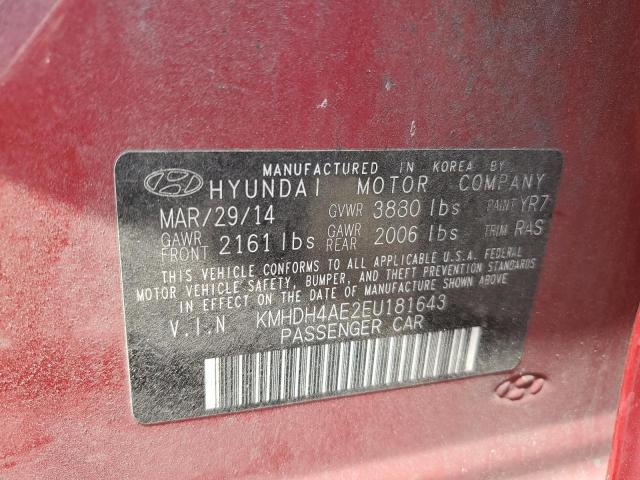 MANUFACTURED IN KOREA BY
HYUNDAI MOTOR COMPANY
MAR/29/14 GVWR 3880 lbs PAINT YR7
GAWR FRONT 2161 lbs GAWR REAR 2006 lbs TRIM RAS
THIS VEHICLE CONFORMS TO ALL APPLICABLE U.S.A. FEDERAL
MOTOR VEHICLE SAFETY, BUMPER, AND THEFT PREVENTION STANDARDS
IN EFFECT ON THE DATE OF MANUFACTURE SHOWN ABOVE.
V.I.N KMHDH4AE2EU181643
PASSENGER CAR